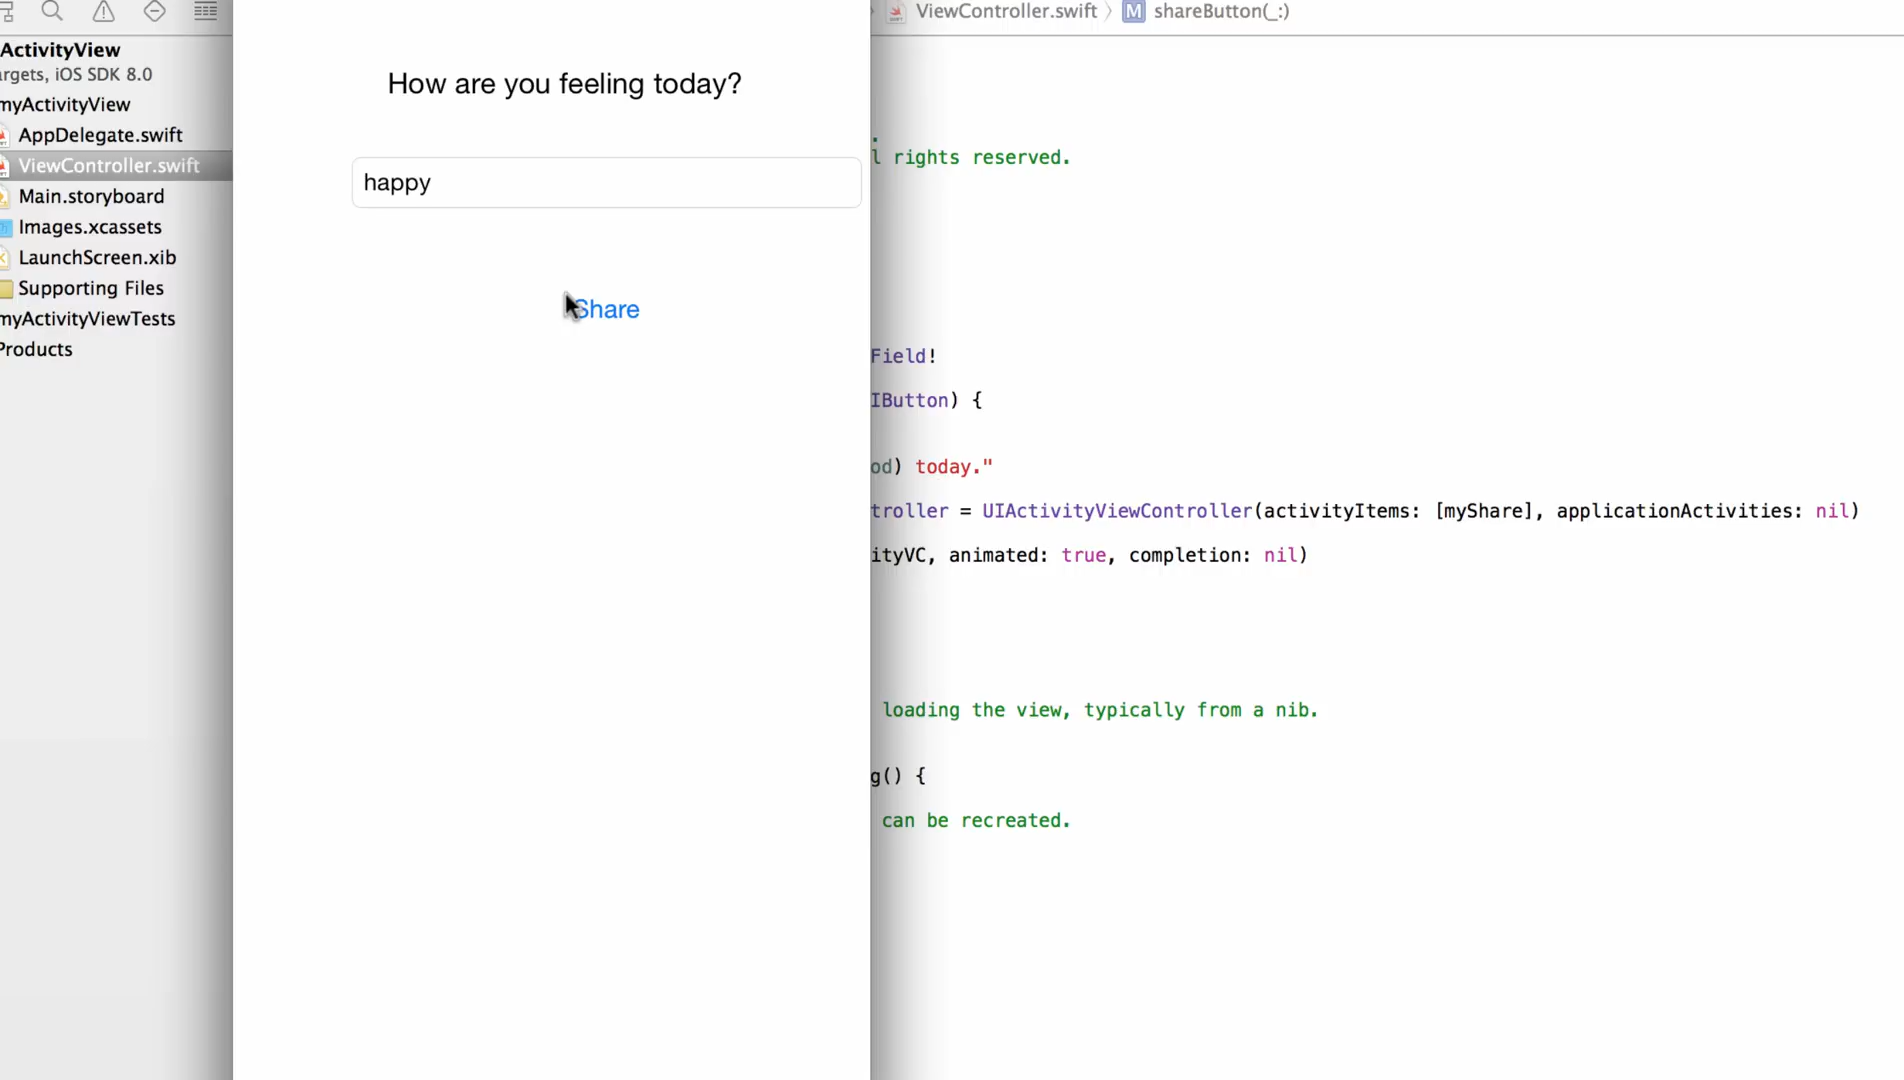 ViewController.swift 〉 M shareButton(_:)
ActivityView
argets, iOS SDK 8.0
myActivityView
AppDelegate.swift
ViewController.swift
Main.storyboard
Images.xcassets
LaunchScreen.xib
Supporting Files
myActivityViewTests
Products
How are you feeling today?
happy
Share
l rights reserved.
Field!
IButton) {
od) today."
troller = UIActivityViewController(activityItems: [myShare], applicationActivities: nil)
ityVC, animated: true, completion: nil)
loading the view, typically from a nib.
g() {
can be recreated.